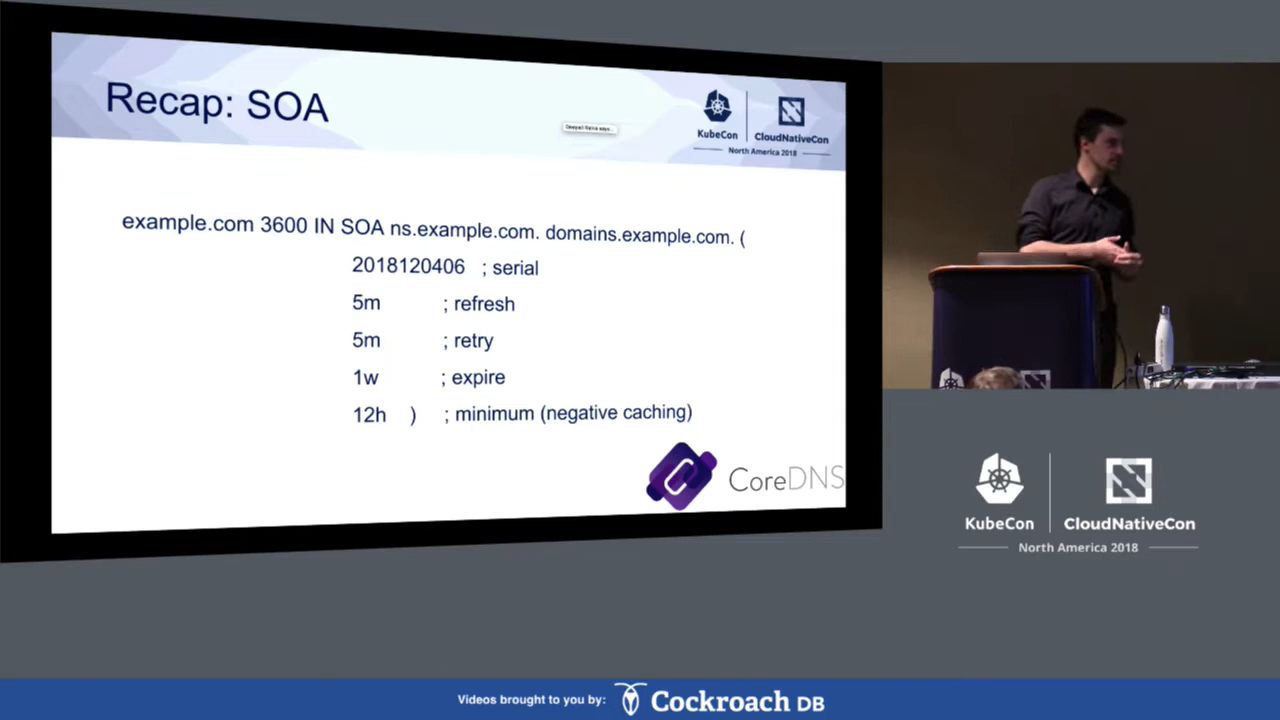 Recap: SOA
KubeCon
CloudNativeCon
North America 2018
example.com 3600 IN SOA ns.example.com. domains.example.com. (
2018120406 ; serial
5m ; refresh
5m ; retry
1w ; expire
12h ) ; minimum (negative caching)
CoreDNS
KubeCon
CloudNativeCon
North America 2018
Videos brought to you by: Cockroach DB